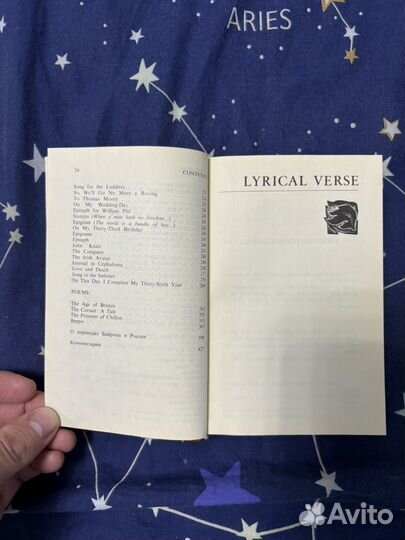 ARIES
24
CONTENTS
Song for the Luddites
So, We'll Go No More a Roving
To Thomas Moore
On My Wedding-Day
Epitaph for William Pitt
Stanzas (When a man hath no freedom...)
Epigram (The world is a bundle of hay...)
On My Thirty-Third Birthday
Epigrams
Epitaph
John Keats
The Conquest
The Irish Avatar
Journal in Cephalonia
Love and Death
Song to the Suliotes
On This Day I Complete My Thirty-Sixth Year
POEMS:
The Age of Bronze
The Corsair: A Tale
The Prisoner of Chillon
Beppo
О переводах Байрона в России
Комментарии 427
LYRICAL VERSE
Avito